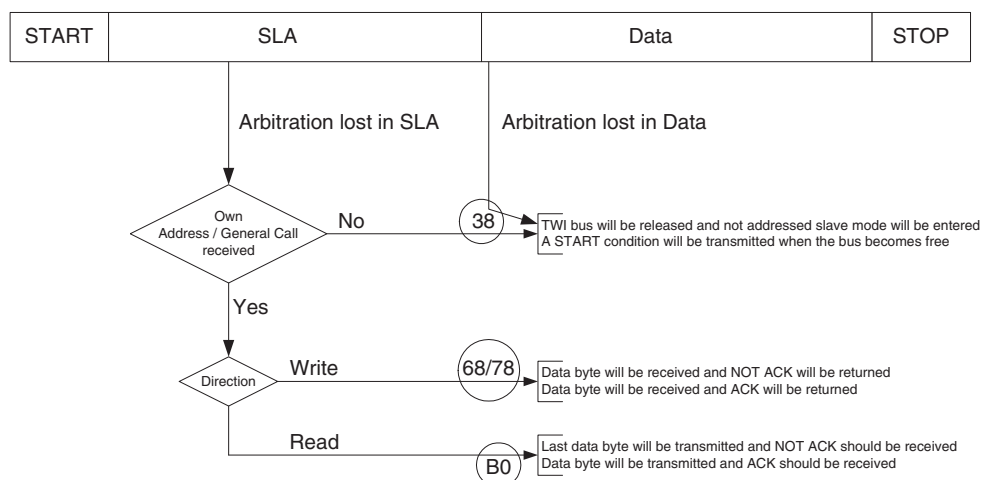 START SLA Data STOP
Arbitration lost in SLA Arbitration lost in Data
Own
Address / General Call
received
No
38
TWI bus will be released and not addressed slave mode will be entered
A START condition will be transmitted when the bus becomes free
Yes
Direction
Write
68/78
Data byte will be received and NOT ACK will be returned
Data byte will be received and ACK will be returned
Read
B0
Last data byte will be transmitted and NOT ACK should be received
Data byte will be transmitted and ACK should be received